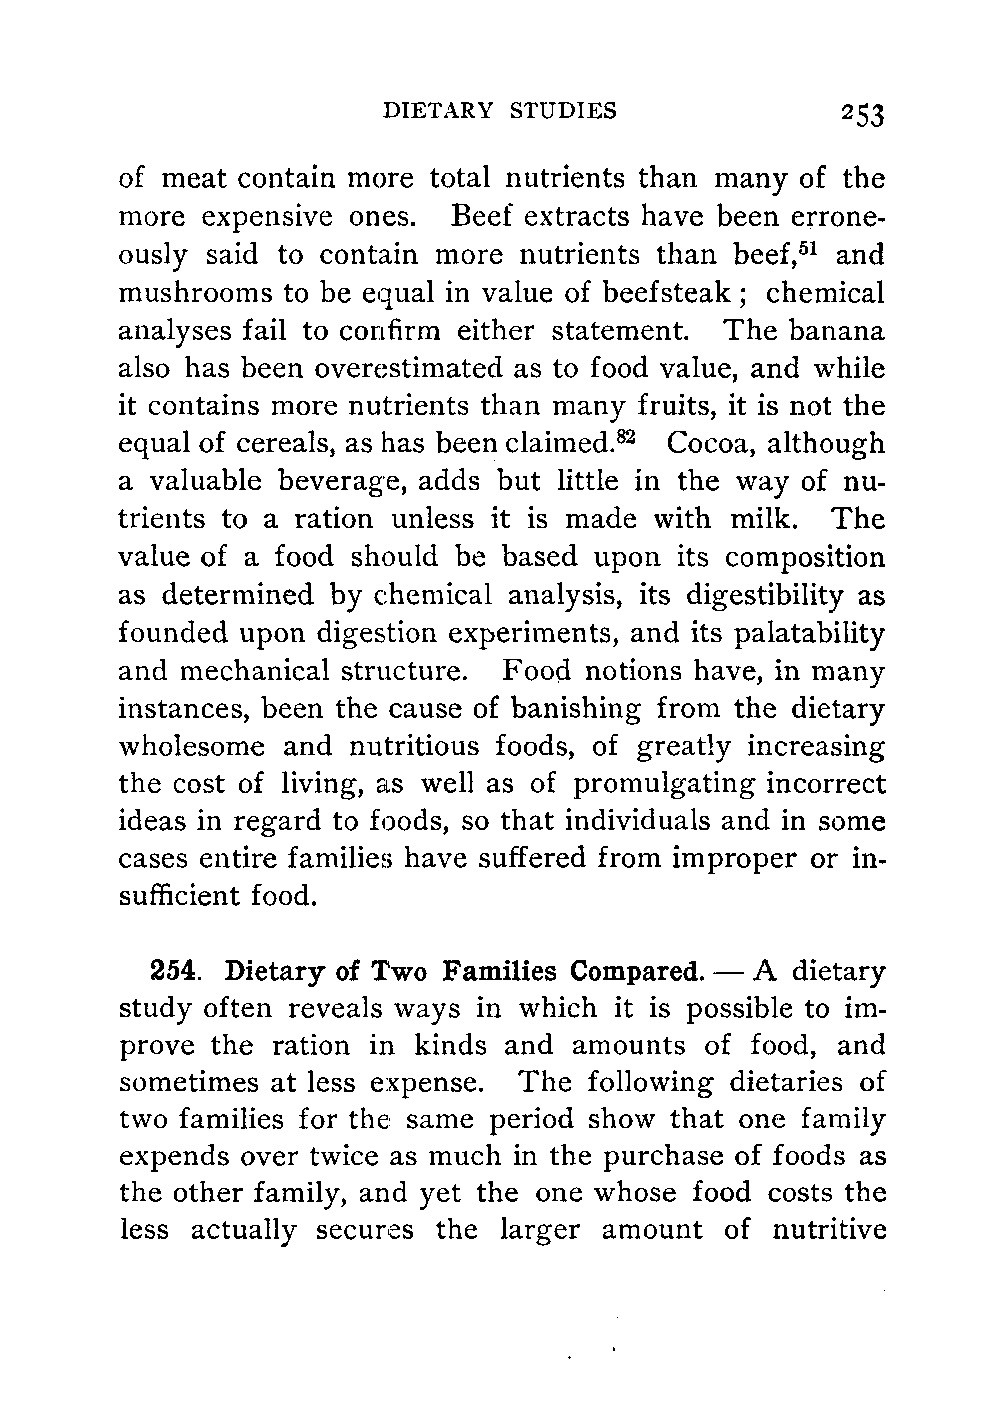 DIETARY STUDIES 253
of meat contain more total nutrients than many of the
more expensive ones. Beef extracts have been errone-
ously said to contain more nutrients than beef,⁵¹ and
mushrooms to be equal in value of beefsteak; chemical
analyses fail to confirm either statement. The banana
also has been overestimated as to food value, and while
it contains more nutrients than many fruits, it is not the
equal of cereals, as has been claimed.⁸² Cocoa, although
a valuable beverage, adds but little in the way of nu-
trients to a ration unless it is made with milk. The
value of a food should be based upon its composition
as determined by chemical analysis, its digestibility as
founded upon digestion experiments, and its palatability
and mechanical structure. Food notions have, in many
instances, been the cause of banishing from the dietary
wholesome and nutritious foods, of greatly increasing
the cost of living, as well as of promulgating incorrect
ideas in regard to foods, so that individuals and in some
cases entire families have suffered from improper or in-
sufficient food.
254. Dietary of Two Families Compared. — A dietary
study often reveals ways in which it is possible to im-
prove the ration in kinds and amounts of food, and
sometimes at less expense. The following dietaries of
two families for the same period show that one family
expends over twice as much in the purchase of foods as
the other family, and yet the one whose food costs the
less actually secures the larger amount of nutritive